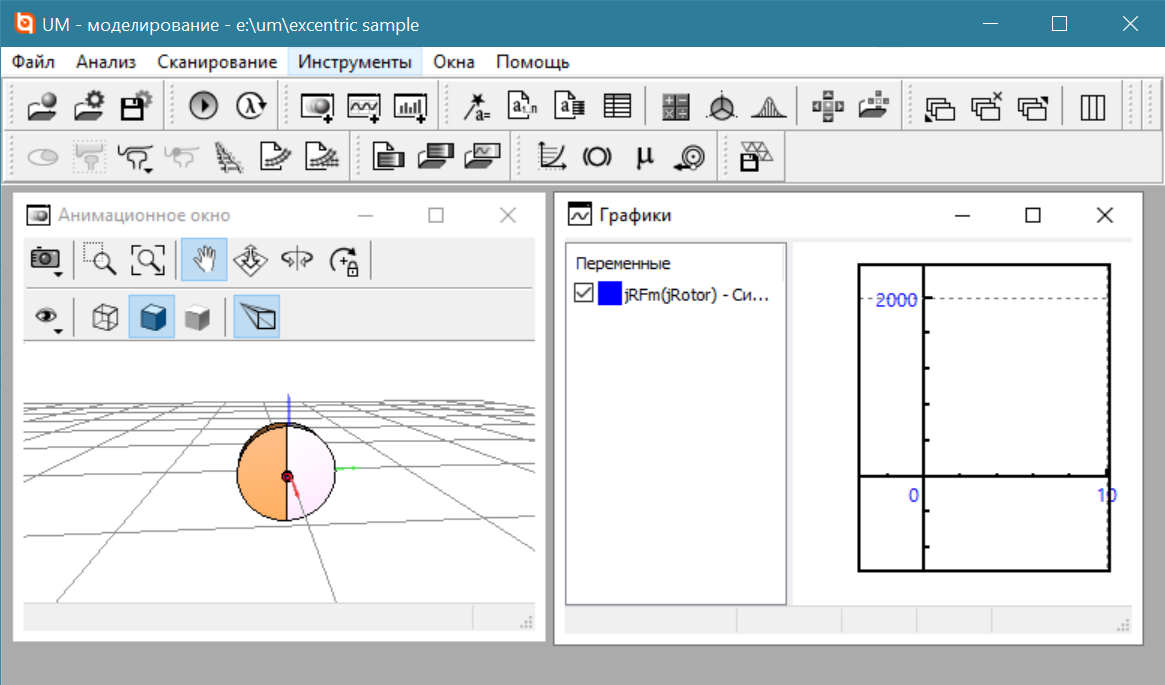 UM - моделирование - e:\um\excentric sample
Файл Анализ Сканирование Инструменты Окна Помощь
Анимационное окно
Графики
Переменные
jRFm(jRotor) - Си...
2000
0
10